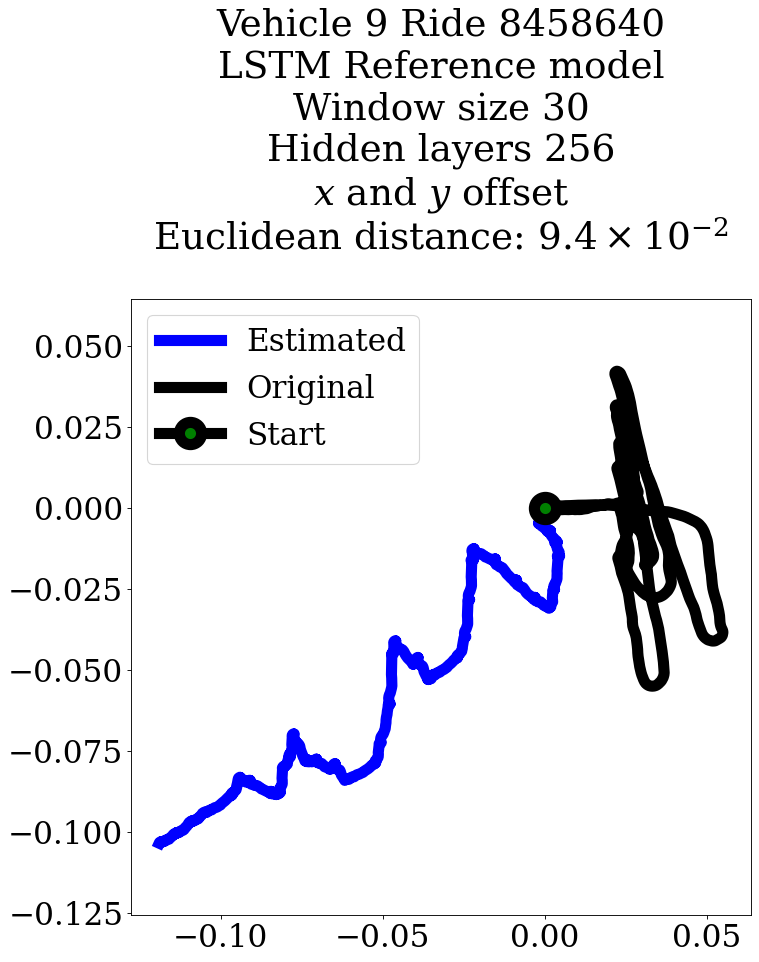 Vehicle 9 Ride 8458640
LSTM Reference model
Window size 30
Hidden layers 256
x and y offset
Euclidean distance: 9.4 × 10⁻²
Estimated
Original
Start
0.050
0.025
0.000
−0.025
−0.050
−0.075
−0.100
−0.125
−0.10 −0.05 0.00 0.05